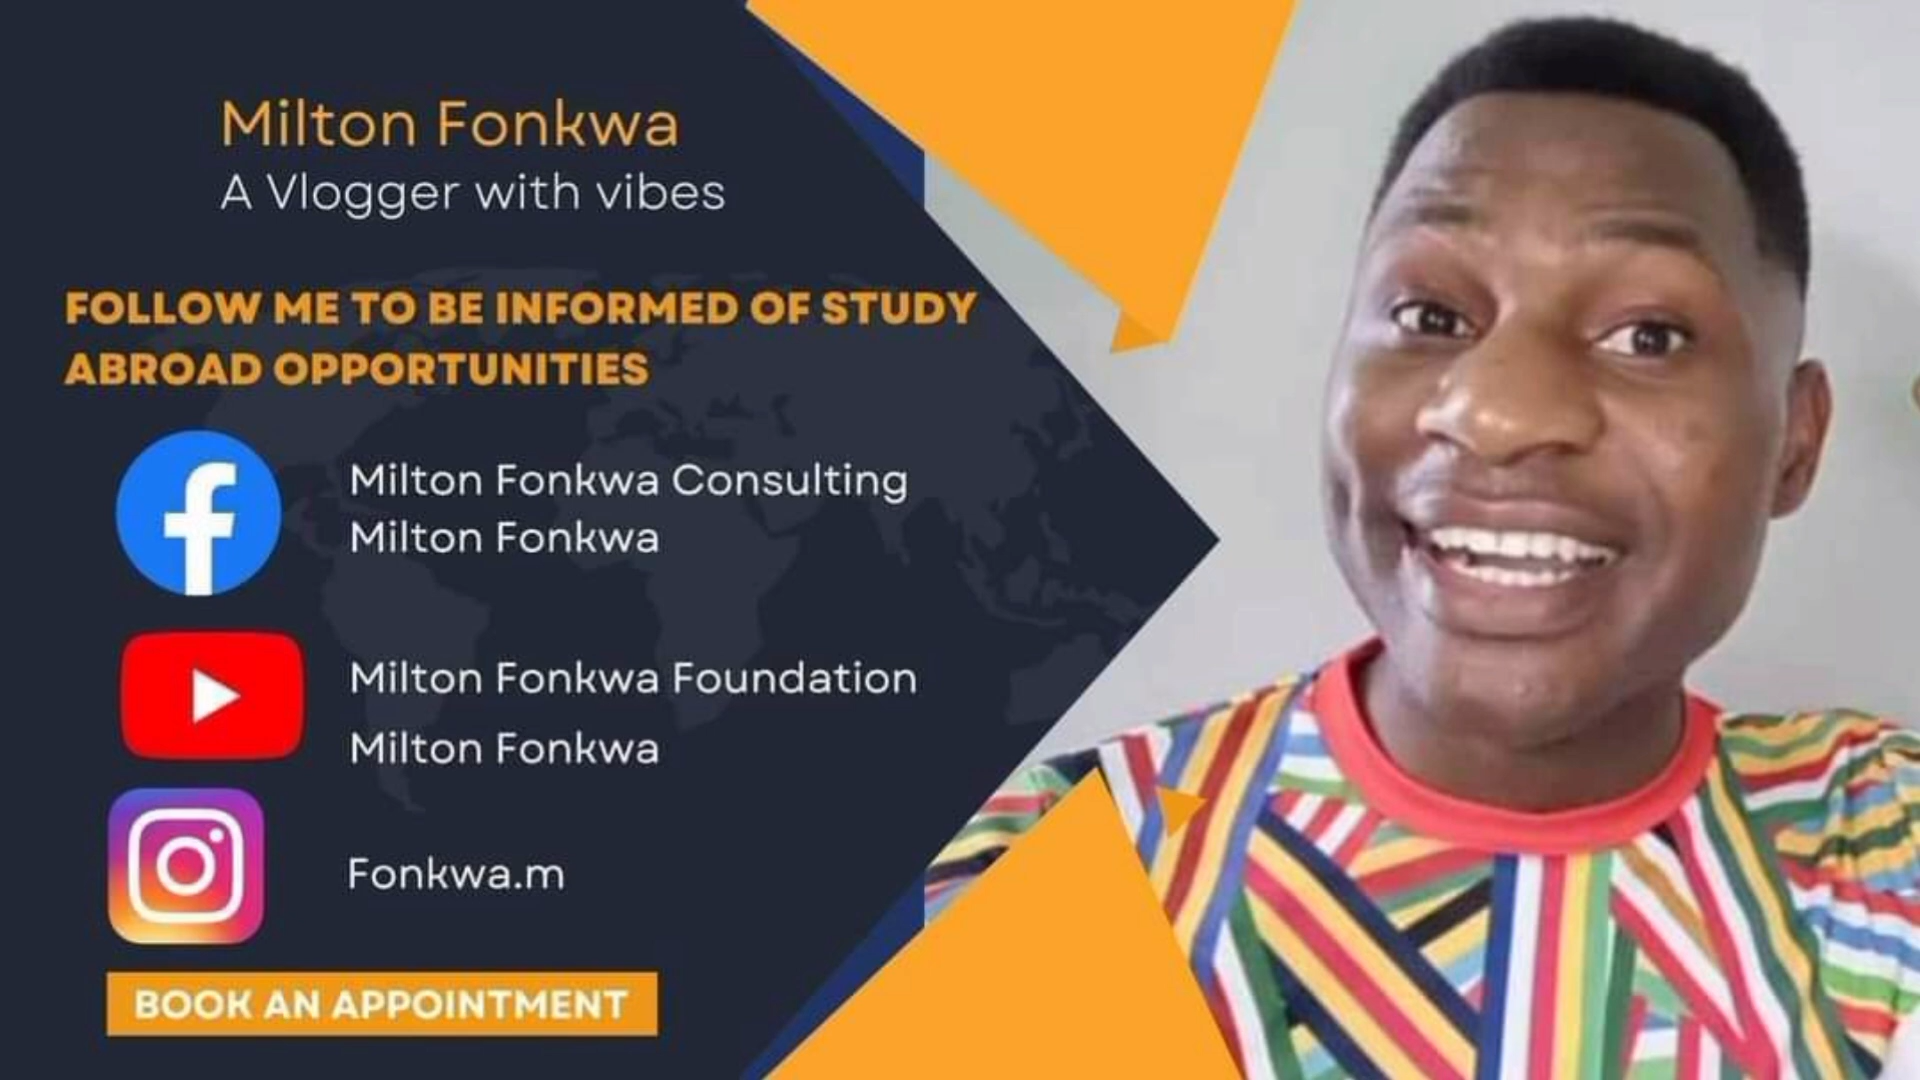 Milton Fonkwa
A Vlogger with vibes
FOLLOW ME TO BE INFORMED OF STUDY
ABROAD OPPORTUNITIES
Milton Fonkwa Consulting
Milton Fonkwa
Milton Fonkwa Foundation
Milton Fonkwa
Fonkwa.m
BOOK AN APPOINTMENT